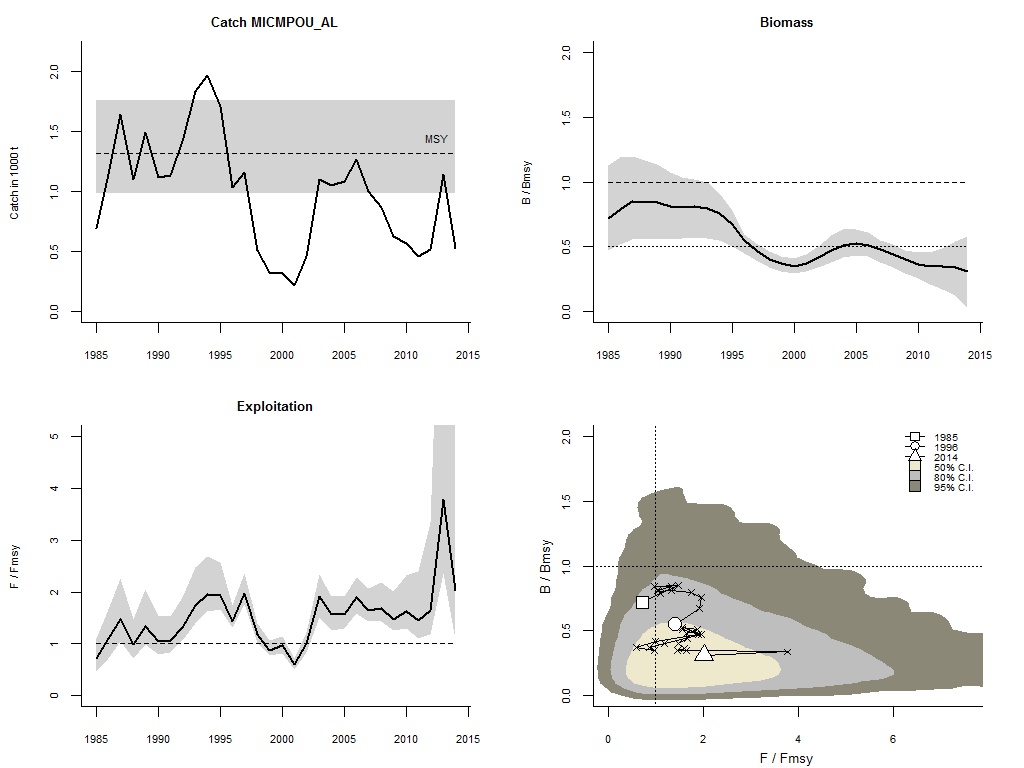 Catch MICMPOU_AL
Catch in 1000 t
2.0
1.5
1.0
0.5
0.0
MSY
1985 1990 1995 2000 2005 2010 2015
Biomass
B / Bmsy
2.0
1.5
1.0
0.5
0.0
1985 1990 1995 2000 2005 2010 2015
Exploitation
F / Fmsy
5
4
3
2
1
0
1985 1990 1995 2000 2005 2010 2015
B / Bmsy
2.0
1.5
1.0
0.5
0.0
1985
1996
2014
50% C.I.
80% C.I.
95% C.I.
0 2 4 6
F / Fmsy